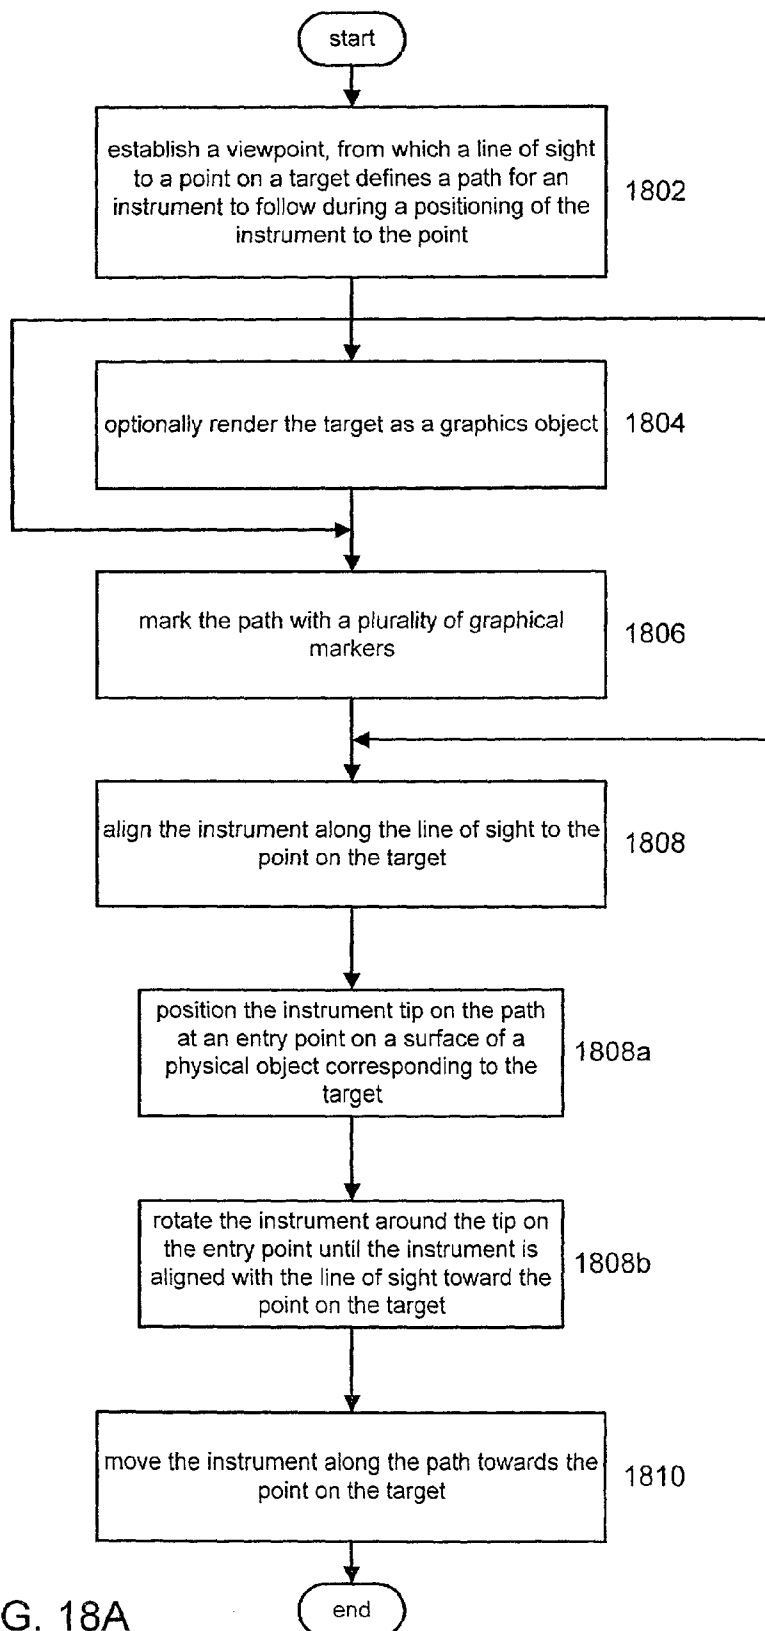 start
establish a viewpoint, from which a line of sight
to a point on a target defines a path for an
instrument to follow during a positioning of the
instrument to the point
1802
optionally render the target as a graphics object
1804
mark the path with a plurality of graphical
markers
1806
align the instrument along the line of sight to the
point on the target
1808
position the instrument tip on the path
at an entry point on a surface of a
physical object corresponding to the
target
1808a
rotate the instrument around the tip on
the entry point until the instrument is
aligned with the line of sight toward the
point on the target
1808b
move the instrument along the path towards the
point on the target
1810
G. 18A
end